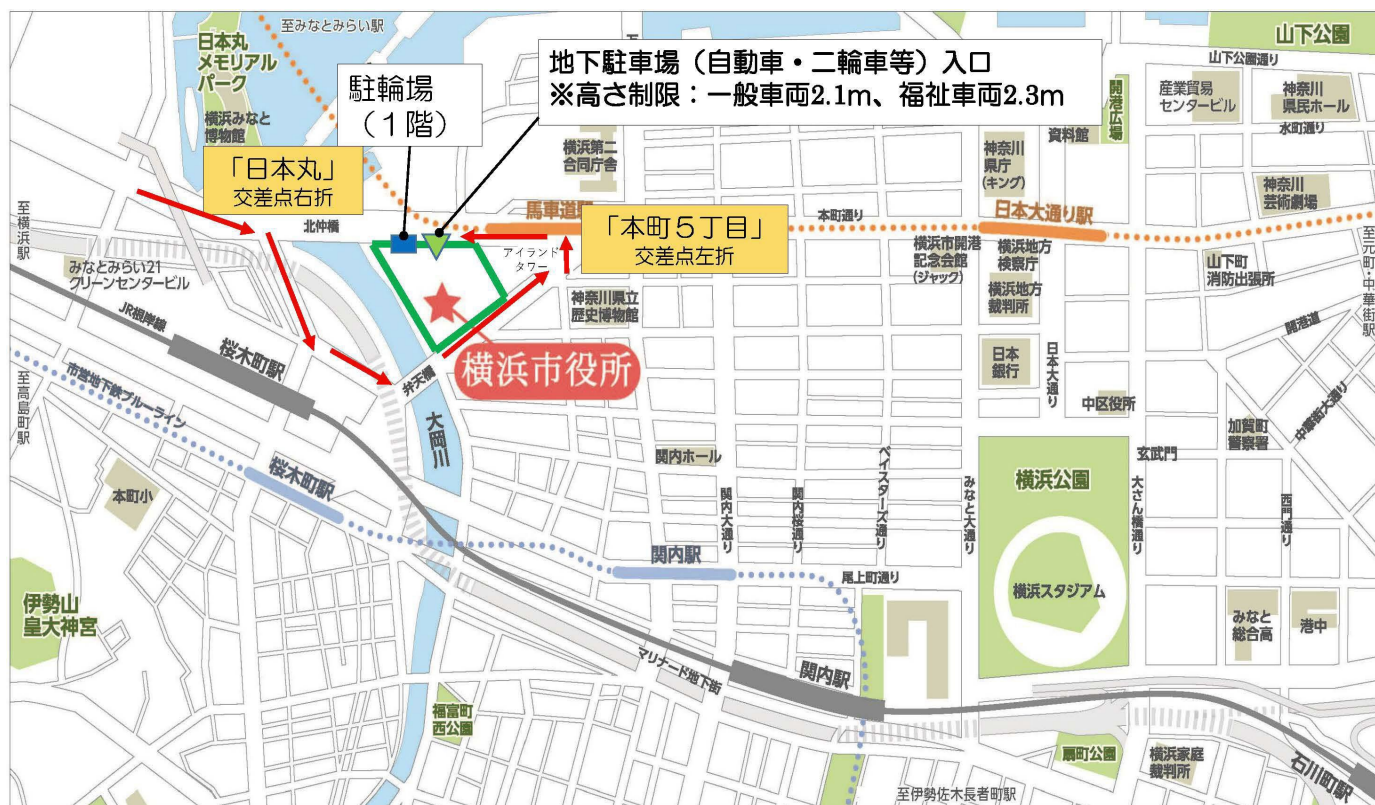 至みなとみらい駅
日本丸
メモリアル
パーク
横浜みなと
博物館
駐輪場
（１階）
地下駐車場（自動車・二輪車等）入口
※高さ制限：一般車両2.1m、福祉車両2.3m
山下公園
山下公園通り
産業貿易
センタービル
神奈川
県民ホール
水町通り
開港広場
資料館
横浜第二
合同庁舎
神奈川
県庁
(キング)
神奈川
芸術劇場
「日本丸」
交差点右折
至横浜駅
北仲橋
馬車道駅
「本町５丁目」
交差点左折
本町通り
日本大通り駅
アイランド
タワー
横浜市開港
記念会館
(ジャック)
横浜地方
検察庁
横浜地方
裁判所
山下町
消防出張所
至元町・中華街駅
みなとみらい21
クリーンセンタービル
神奈川県立
歴史博物館
開港道
JR根岸線
桜木町駅
横浜市役所
弁天橋
大岡川
日本
銀行
日本大通り
中区役所
至高島町駅
市営地下鉄ブルーライン
加賀町
警察署
中華街大通り
玄武門
関内ホール
桜木町駅
本町小
関内大通り
関内桜通り
ベイスターズ通り
みなと大通り
横浜公園
大さん橋通り
西門通り
関内駅
尾上町通り
横浜スタジアム
伊勢山
皇大神宮
みなと
総合高
港中
マリナード地下街
関内駅
福富町
西公園
扇町公園
横浜家庭
裁判所
石川町駅
至伊勢佐木長者町駅